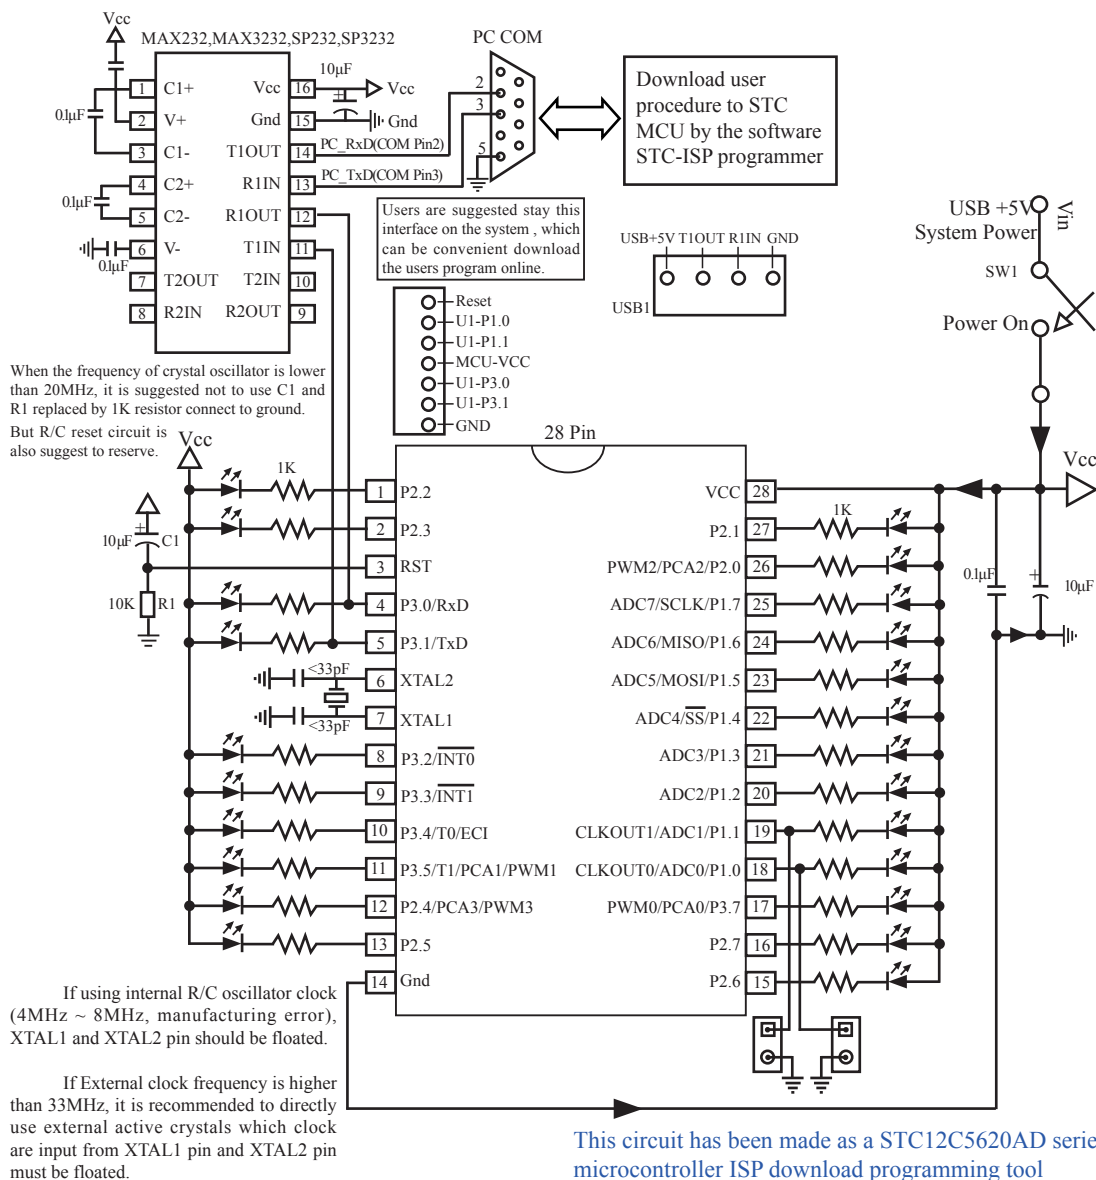 Vcc
MAX232,MAX3232,SP232,SP3232
1 C1+
2 V+
3 C1-
4 C2+
5 C2-
6 V-
7 T2OUT
8 R2IN
Vcc 16
Gnd 15
T1OUT 14
R1IN 13
R1OUT 12
T1IN 11
T2IN 10
R2OUT 9
0.1µF
0.1µF
0.1µF
10µF
+
Vcc
Gnd
PC_RxD(COM Pin2)
PC_TxD(COM Pin3)
PC COM
2
3
5
Download user
procedure to STC
MCU by the software
STC-ISP programmer
Users are suggested stay this
interface on the system , which
can be convenient download
the users program online.
USB+5V T1OUT R1IN GND
USB1
USB +5V
System Power
Vin
SW1
Power On
Reset
U1-P1.0
U1-P1.1
MCU-VCC
U1-P3.0
U1-P3.1
GND
When the frequency of crystal oscillator is lower
than 20MHz, it is suggested not to use C1 and
R1 replaced by 1K resistor connect to ground.
But R/C reset circuit is
also suggest to reserve.
Vcc
1K
+
10µF C1
10K R1
<33pF
<33pF
28 Pin
1 P2.2
2 P2.3
3 RST
4 P3.0/RxD
5 P3.1/TxD
6 XTAL2
7 XTAL1
8 P3.2/INT0
9 P3.3/INT1
10 P3.4/T0/ECI
11 P3.5/T1/PCA1/PWM1
12 P2.4/PCA3/PWM3
13 P2.5
14 Gnd
VCC 28
P2.1 27
PWM2/PCA2/P2.0 26
ADC7/SCLK/P1.7 25
ADC6/MISO/P1.6 24
ADC5/MOSI/P1.5 23
ADC4/SS/P1.4 22
ADC3/P1.3 21
ADC2/P1.2 20
CLKOUT1/ADC1/P1.1 19
CLKOUT0/ADC0/P1.0 18
PWM0/PCA0/P3.7 17
P2.7 16
P2.6 15
1K
Vcc
0.1µF
+
10µF
If using internal R/C oscillator clock
(4MHz ~ 8MHz, manufacturing error),
XTAL1 and XTAL2 pin should be floated.
If External clock frequency is higher
than 33MHz, it is recommended to directly
use external active crystals which clock
are input from XTAL1 pin and XTAL2 pin
must be floated.
This circuit has been made as a STC12C5620AD serie
microcontroller ISP download programming tool